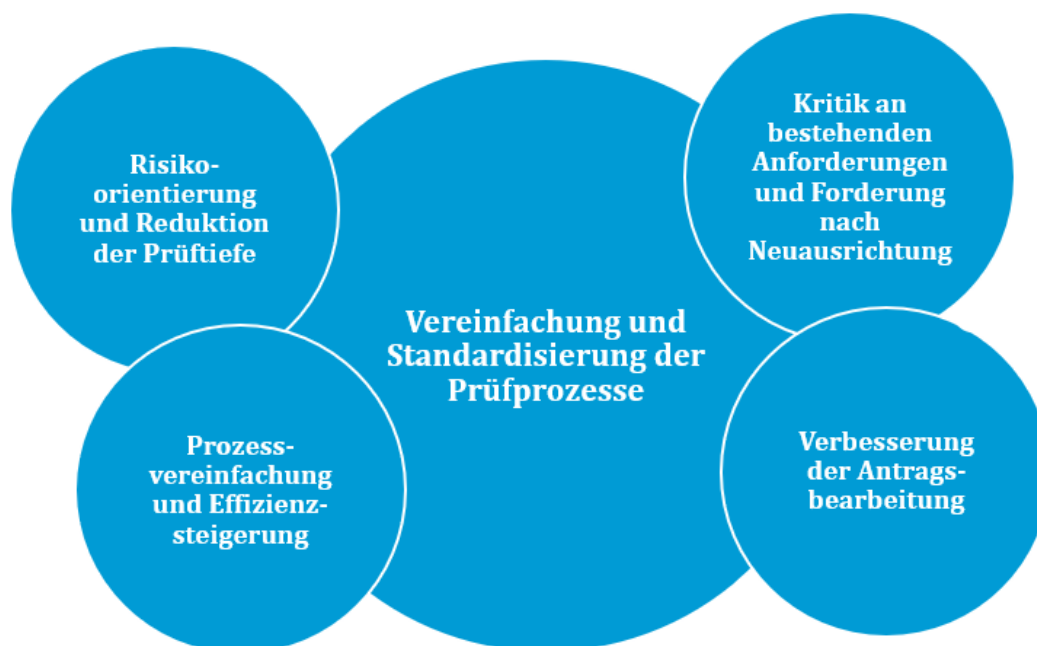 Risiko-
orientierung
und Reduktion
der Prüftiefe
Kritik an
bestehenden
Anforderungen
und Forderung
nach
Neuausrichtung
Vereinfachung und
Standardisierung der
Prüfprozesse
Prozess-
vereinfachung
und Effizienz-
steigerung
Verbesserung
der Antrags-
bearbeitung